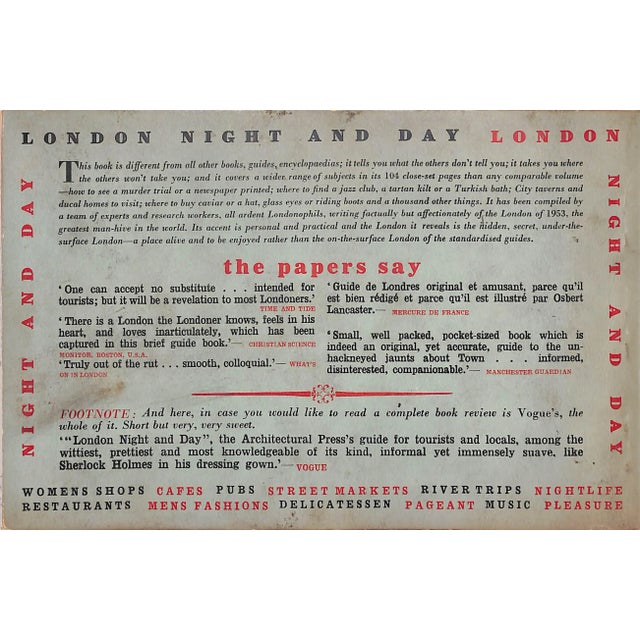 LONDON NIGHT AND DAY LONDON
NIGHT AND DAY
This book is different from all other books, guides, encyclopaedias; it tells you what the others don't tell you; it takes you where
the others won't take you; and it covers a wider range of subjects in its 104 close-set pages than any comparable volume
—how to see a murder trial or a newspaper printed; where to find a jazz club, a tartan kilt or a Turkish bath; City taverns and
ducal homes to visit; where to buy caviar or a hat, glass eyes or riding boots and a thousand other things. It has been compiled
by a team of experts and research workers, all ardent Londonophils, writing factually but affectionately of the London of 1953, the
greatest man-hive in the world. Its accent is personal and practical and the London it reveals is the hidden, secret, under-the-
surface London—a place alive and to be enjoyed rather than the on-the-surface London of the standardised guides.
the papers say
'One can accept no substitute . . . intended for
tourists; but it will be a revelation to most Londoners.'
TIME AND TIDE
'There is a London the Londoner knows, feels in his
heart, and loves inarticulately, which has been
captured in this brief guide book.'— CHRISTIAN SCIENCE
MONITOR, BOSTON, U.S.A.
'Truly out of the rut . . . smooth, colloquial.'— WHAT'S
ON IN LONDON
'Guide de Londres original et amusant, parce qu'il
est bien rédigé et parce qu'il est illustré par Osbert
Lancaster.— MERCURE DE FRANCE
'Small, well packed, pocket-sized book which is
indeed an original, yet accurate, guide to the un-
hackneyed jaunts about Town . . . informed,
disinterested, companionable.'— MANCHESTER GUARDIAN
FOOTNOTE: And here, in case you would like to read a complete book review is Vogue's, the
whole of it. Short but very, very sweet.
'"London Night and Day", the Architectural Press's guide for tourists and locals, among the
wittiest, prettiest and most knowledgeable of its kind, informal yet immensely suave, like
Sherlock Holmes in his dressing gown.'— VOGUE
NIGHT AND DAY
WOMENS SHOPS CAFES PUBS STREET MARKETS RIVER TRIPS NIGHTLIFE
RESTAURANTS MENS FASHIONS DELICATESSEN PAGEANT MUSIC PLEASURE